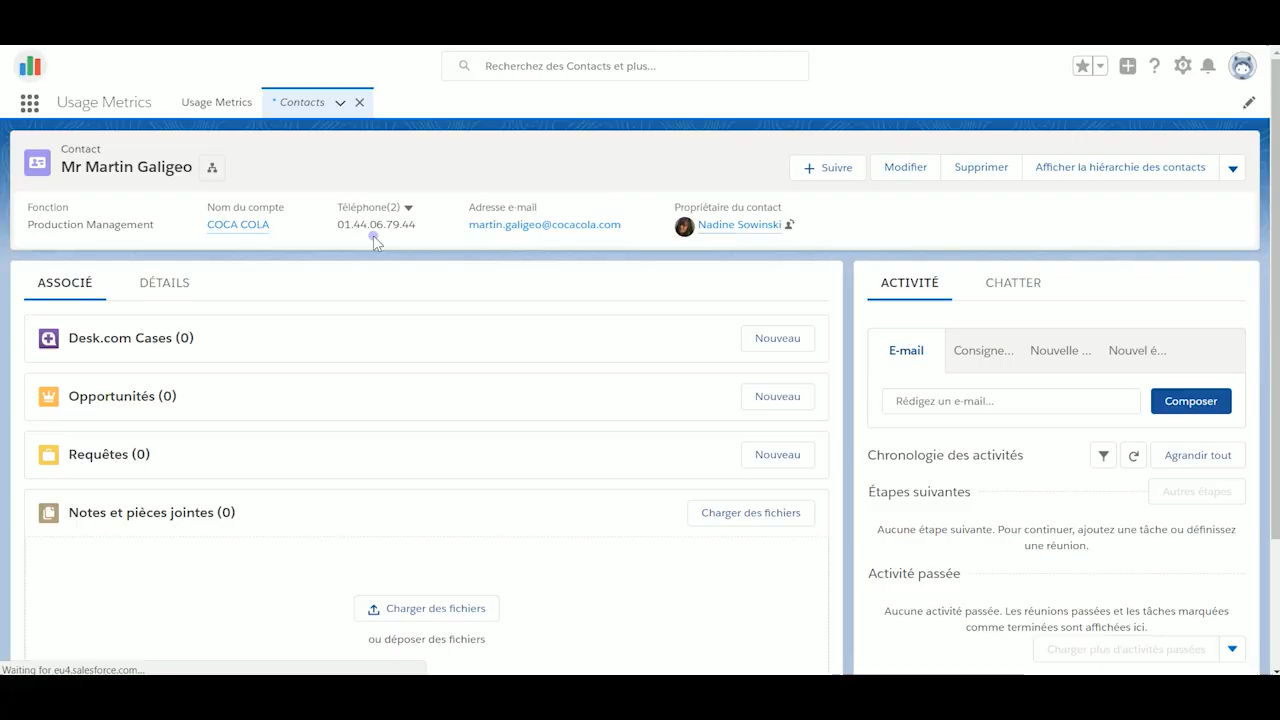 Recherchez des Contacts et plus...
Usage Metrics
Usage Metrics
* Contacts
Contact
Mr Martin Galigeo
Suivre
Modifier
Supprimer
Afficher la hiérarchie des contacts
Fonction
Nom du compte
Téléphone(2)
Adresse e-mail
Propriétaire du contact
Production Management
COCA COLA
01.44.06.79.44
martin.galigeo@cocacola.com
Nadine Sowinski
ASSOCIÉ
DÉTAILS
Desk.com Cases (0)
Nouveau
Opportunités (0)
Nouveau
Requêtes (0)
Nouveau
Notes et pièces jointes (0)
Charger des fichiers
Charger des fichiers
ou déposer des fichiers
ACTIVITÉ
CHATTER
E-mail
Consigne...
Nouvelle ...
Nouvel é...
Rédigez un e-mail...
Composer
Chronologie des activités
Agrandir tout
Étapes suivantes
Autres étapes
Aucune étape suivante. Pour continuer, ajoutez une tâche ou définissez
une réunion.
Activité passée
Aucune activité passée. Les réunions passées et les tâches marquées
comme terminées sont affichées ici.
Charger plus d'activités passées
Waiting for eu4.salesforce.com...